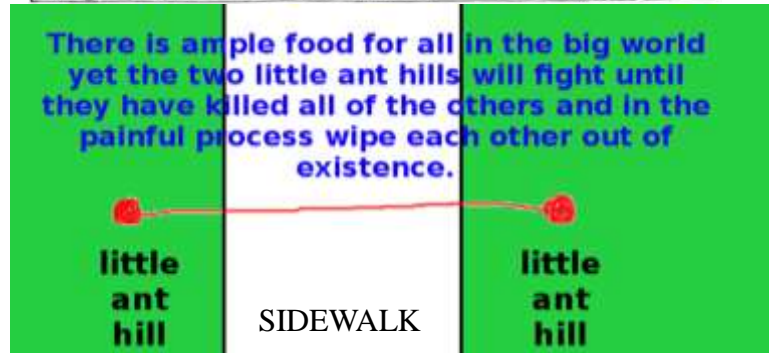 There is ample food for all in the big world
yet the two little ant hills will fight until
they have killed all of the others and in the
painful process wipe each other out of
existence.
little
ant
hill
SIDEWALK
little
ant
hill